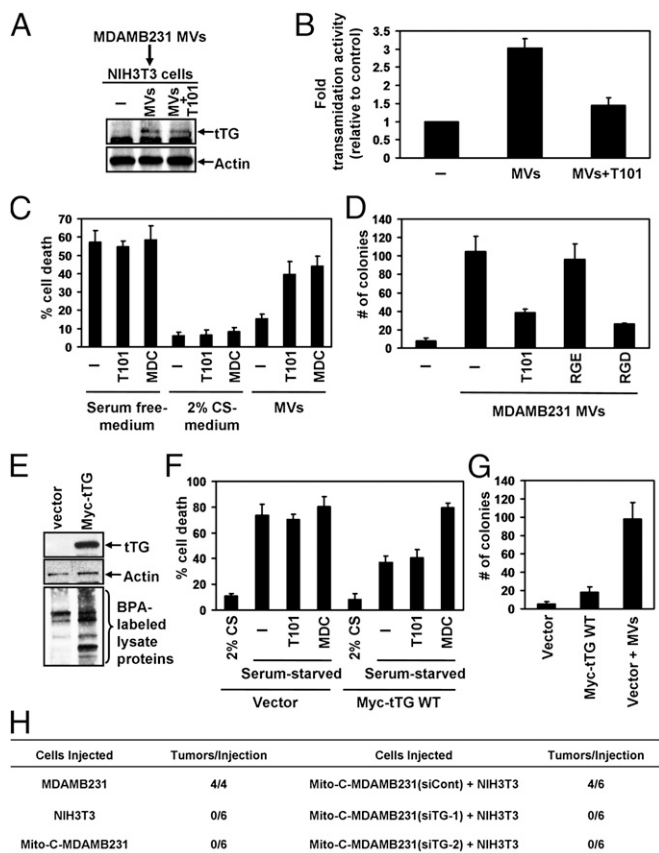 A
MDAMB231 MVs
NIH3T3 cells
–
MVs
MVs + T101
tTG
Actin
B
Fold
transamidation activity
(relative to control)
4
3.5
3
2.5
2
1.5
1
0.5
0
– MVs MVs+T101
C
% cell death
70
60
50
40
30
20
10
0
– T101 MDC – T101 MDC – T101 MDC
Serum free-medium
2% CS-medium
MVs
D
# of colonies
140
120
100
80
60
40
20
0
– – T101 RGE RGD
MDAMB231 MVs
E
vector
Myc-tTG
tTG
Actin
BPA-
labeled
lysate
proteins
F
% cell death
100
80
60
40
20
0
2% CS – T101 MDC 2% CS – T101 MDC
Serum-starved Serum-starved
Vector Myc-tTG WT
G
# of colonies
140
120
100
80
60
40
20
0
Vector
Myc-tTG WT
Vector + MVs
H
Cells Injected Tumors/Injection Cells Injected Tumors/Injection
MDAMB231 4/4 Mito-C-MDAMB231(siCont) + NIH3T3 4/6
NIH3T3 0/6 Mito-C-MDAMB231(siTG-1) + NIH3T3 0/6
Mito-C-MDAMB231 0/6 Mito-C-MDAMB231(siTG-2) + NIH3T3 0/6